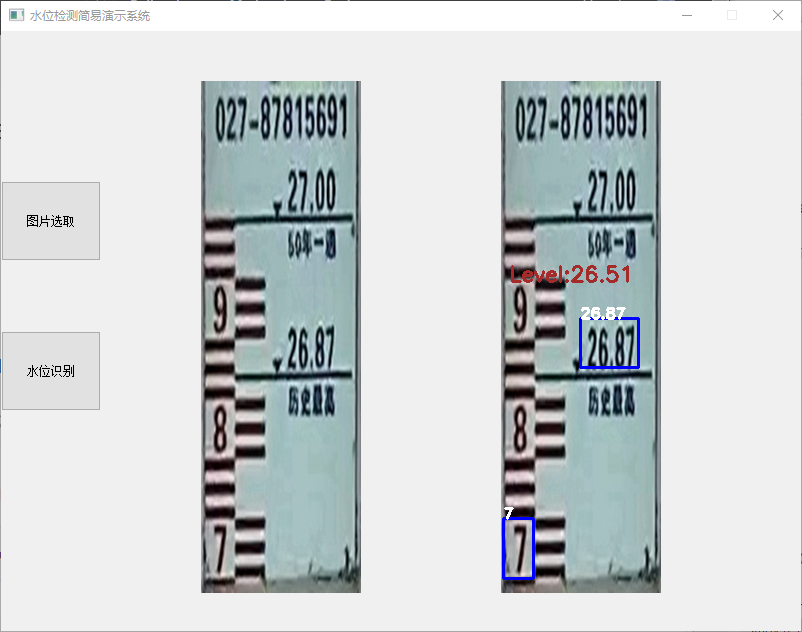 水位检测简易演示系统
图片选取
水位识别
027-87815691
27.00
50年一遇
9
26.87
历史最高
8
7
027-87815691
27.00
50年一遇
Level:26.51
9
26.87
26.87
历史最高
8
7
7